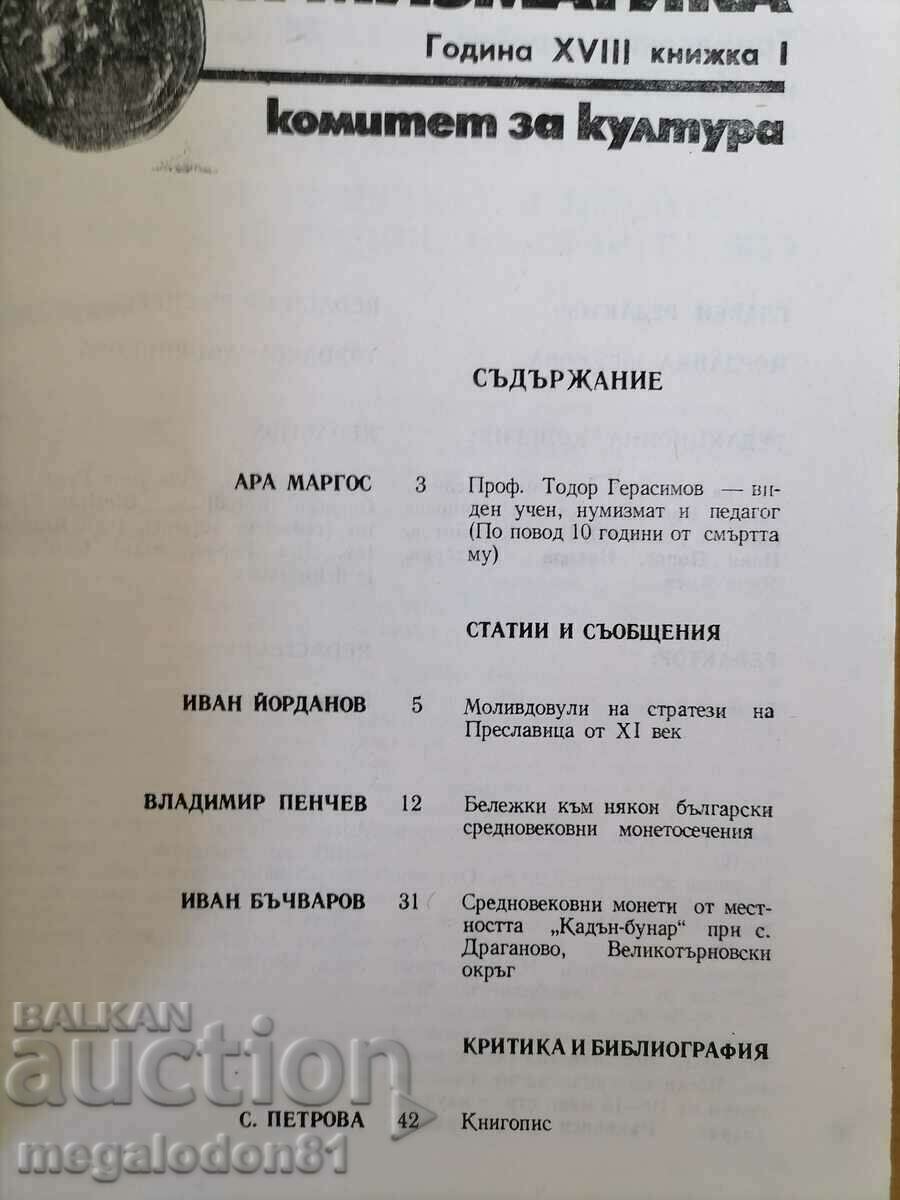 Година XVIII книжка I
комитет за култура
СЪДЪРЖАНИЕ
АРА МАРГОС 3 Проф. Тодор Герасимов — ви-
ден учен, нумизмат и педагог
(По повод 10 години от смъртта
му)
СТАТИИ И СЪОБЩЕНИЯ
ИВАН ЙОРДАНОВ 5 Моливдовули на стратези на
Преславица от XI век
ВЛАДИМИР ПЕНЧЕВ 12 Бележки към някон български
средновековни монетосечения
ИВАН БЪЧВАРОВ 31 Средновековни монети от мест-
ността „Кадън-бунар" при с.
Драганово, Великотърновски
окръг
КРИТИКА И БИБЛИОГРАФИЯ
С. ПЕТРОВА 42 Книгопис
BALKAN
auction
megalodon81